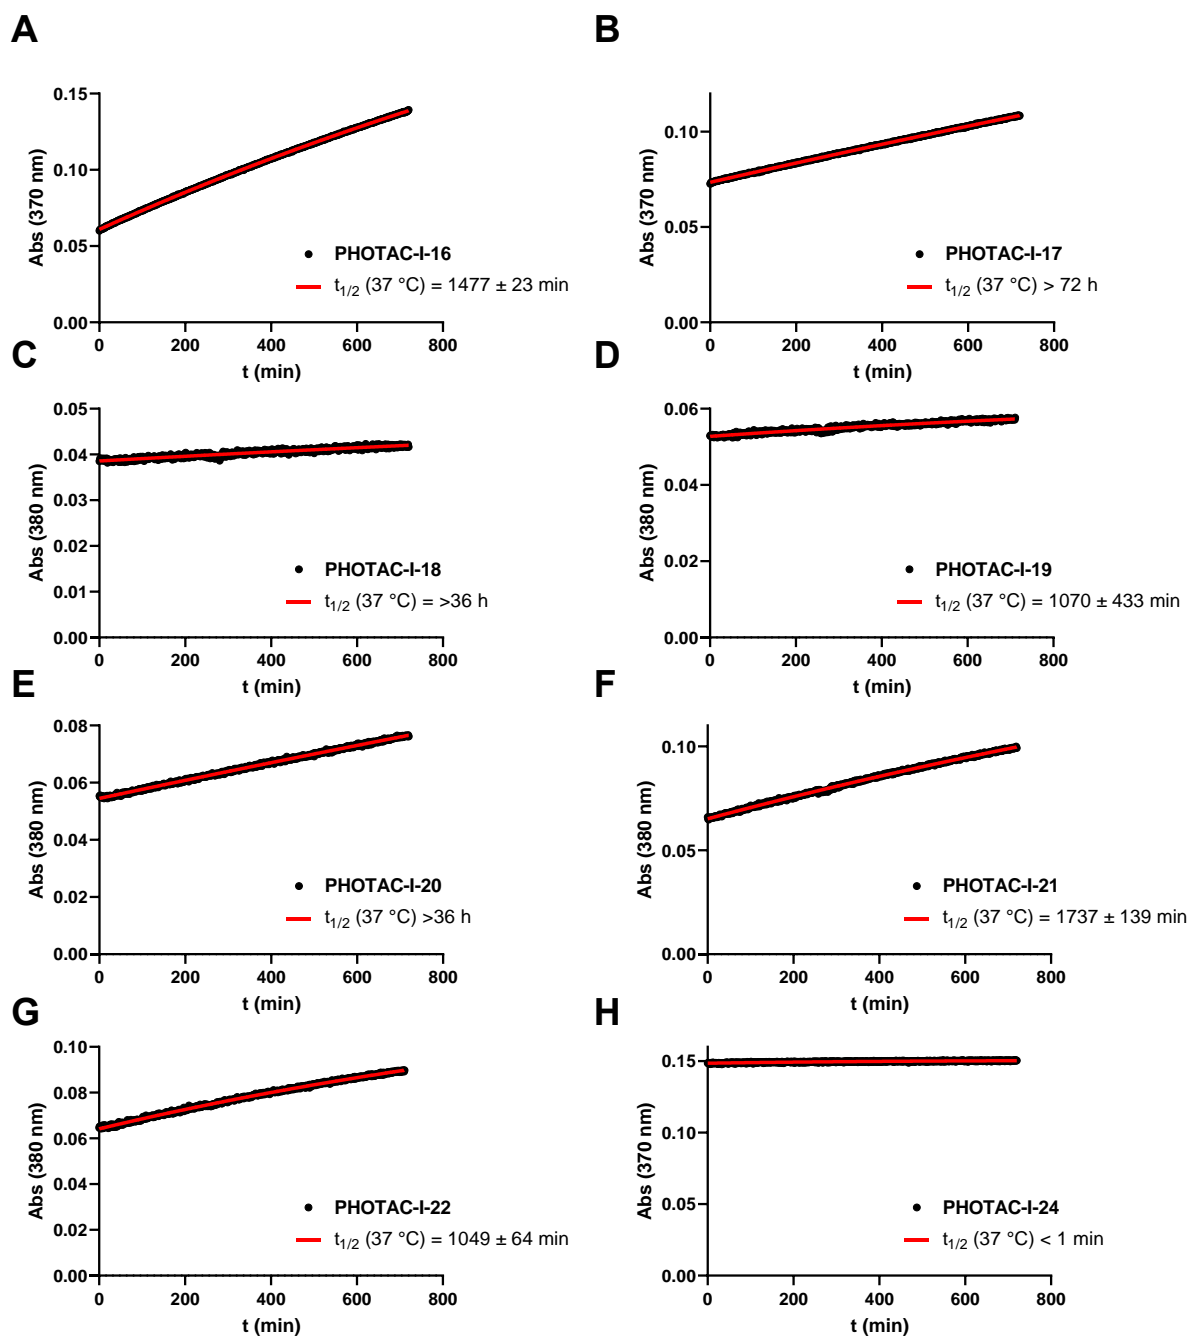 A
B
Abs (370 nm)
0.15
0.10
0.05
0.00
0 200 400 600 800
t (min)
PHOTAC-I-16
t1/2 (37 °C) = 1477 ± 23 min
Abs (370 nm)
0.10
0.05
0.00
0 200 400 600 800
t (min)
PHOTAC-I-17
t1/2 (37 °C) > 72 h
C
D
Abs (380 nm)
0.05
0.04
0.03
0.02
0.01
0.00
0 200 400 600 800
t (min)
PHOTAC-I-18
t1/2 (37 °C) = >36 h
Abs (380 nm)
0.06
0.04
0.02
0.00
0 200 400 600 800
t (min)
PHOTAC-I-19
t1/2 (37 °C) = 1070 ± 433 min
E
F
Abs (380 nm)
0.08
0.06
0.04
0.02
0.00
0 200 400 600 800
t (min)
PHOTAC-I-20
t1/2 (37 °C) >36 h
Abs (380 nm)
0.10
0.05
0.00
0 200 400 600 800
t (min)
PHOTAC-I-21
t1/2 (37 °C) = 1737 ± 139 min
G
H
Abs (380 nm)
0.10
0.08
0.06
0.04
0.02
0.00
0 200 400 600 800
t (min)
PHOTAC-I-22
t1/2 (37 °C) = 1049 ± 64 min
Abs (370 nm)
0.15
0.10
0.05
0.00
0 200 400 600 800
t (min)
PHOTAC-I-24
t1/2 (37 °C) < 1 min